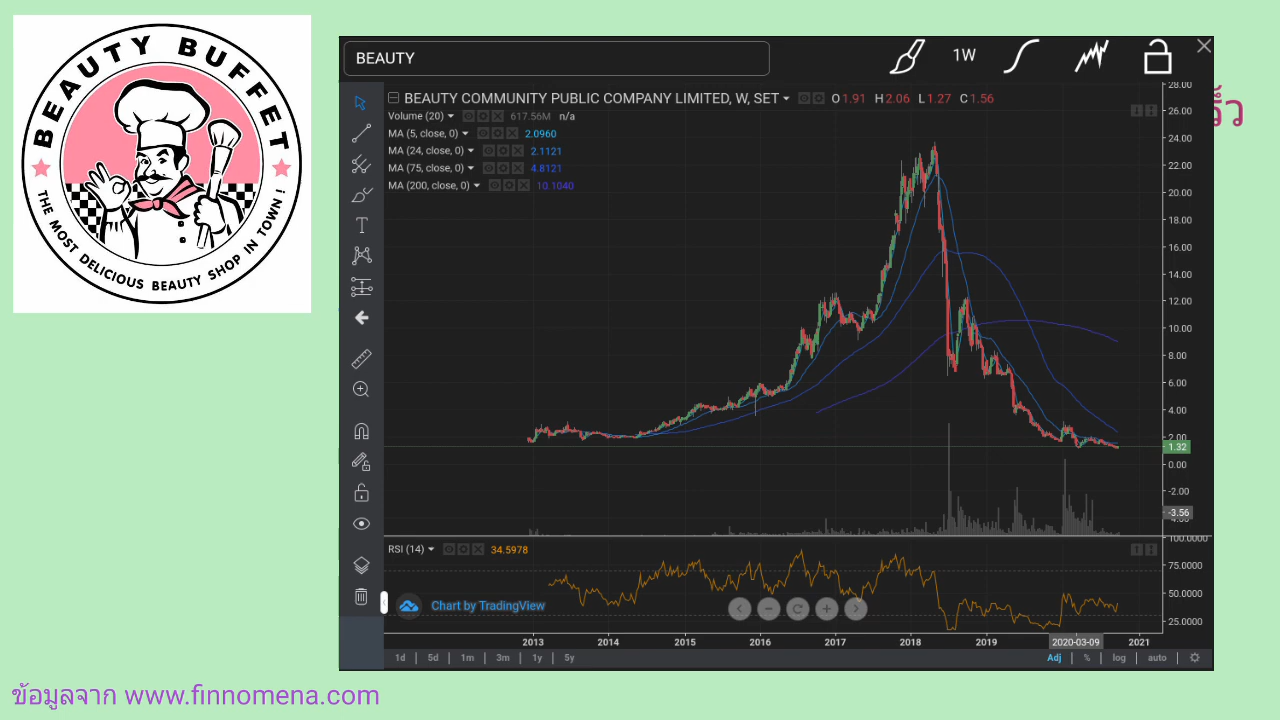 BEAUTY BUFFET
THE MOST DELICIOUS BEAUTY SHOP IN TOWN !
BEAUTY
1W
BEAUTY COMMUNITY PUBLIC COMPANY LIMITED, W, SET O 1.91 H 2.06 L 1.27 C 1.56
Volume (20) 617.56M n/a
MA (5, close, 0) 2.0960
MA (24, close, 0) 2.1121
MA (75, close, 0) 4.8121
MA (200, close, 0) 10.1040
28.00
26.00
24.00
22.00
20.00
18.00
16.00
14.00
12.00
10.00
8.00
6.00
4.00
2.00
1.32
0.00
-2.00
-3.56
100.0000
RSI (14) 34.5978
75.0000
50.0000
25.0000
Chart by TradingView
2013 2014 2015 2016 2017 2018 2019 2020-03-09 2021
1d 5d 1m 3m 1y 5y Adj % log auto
ข้อมูลจาก www.finnomena.com